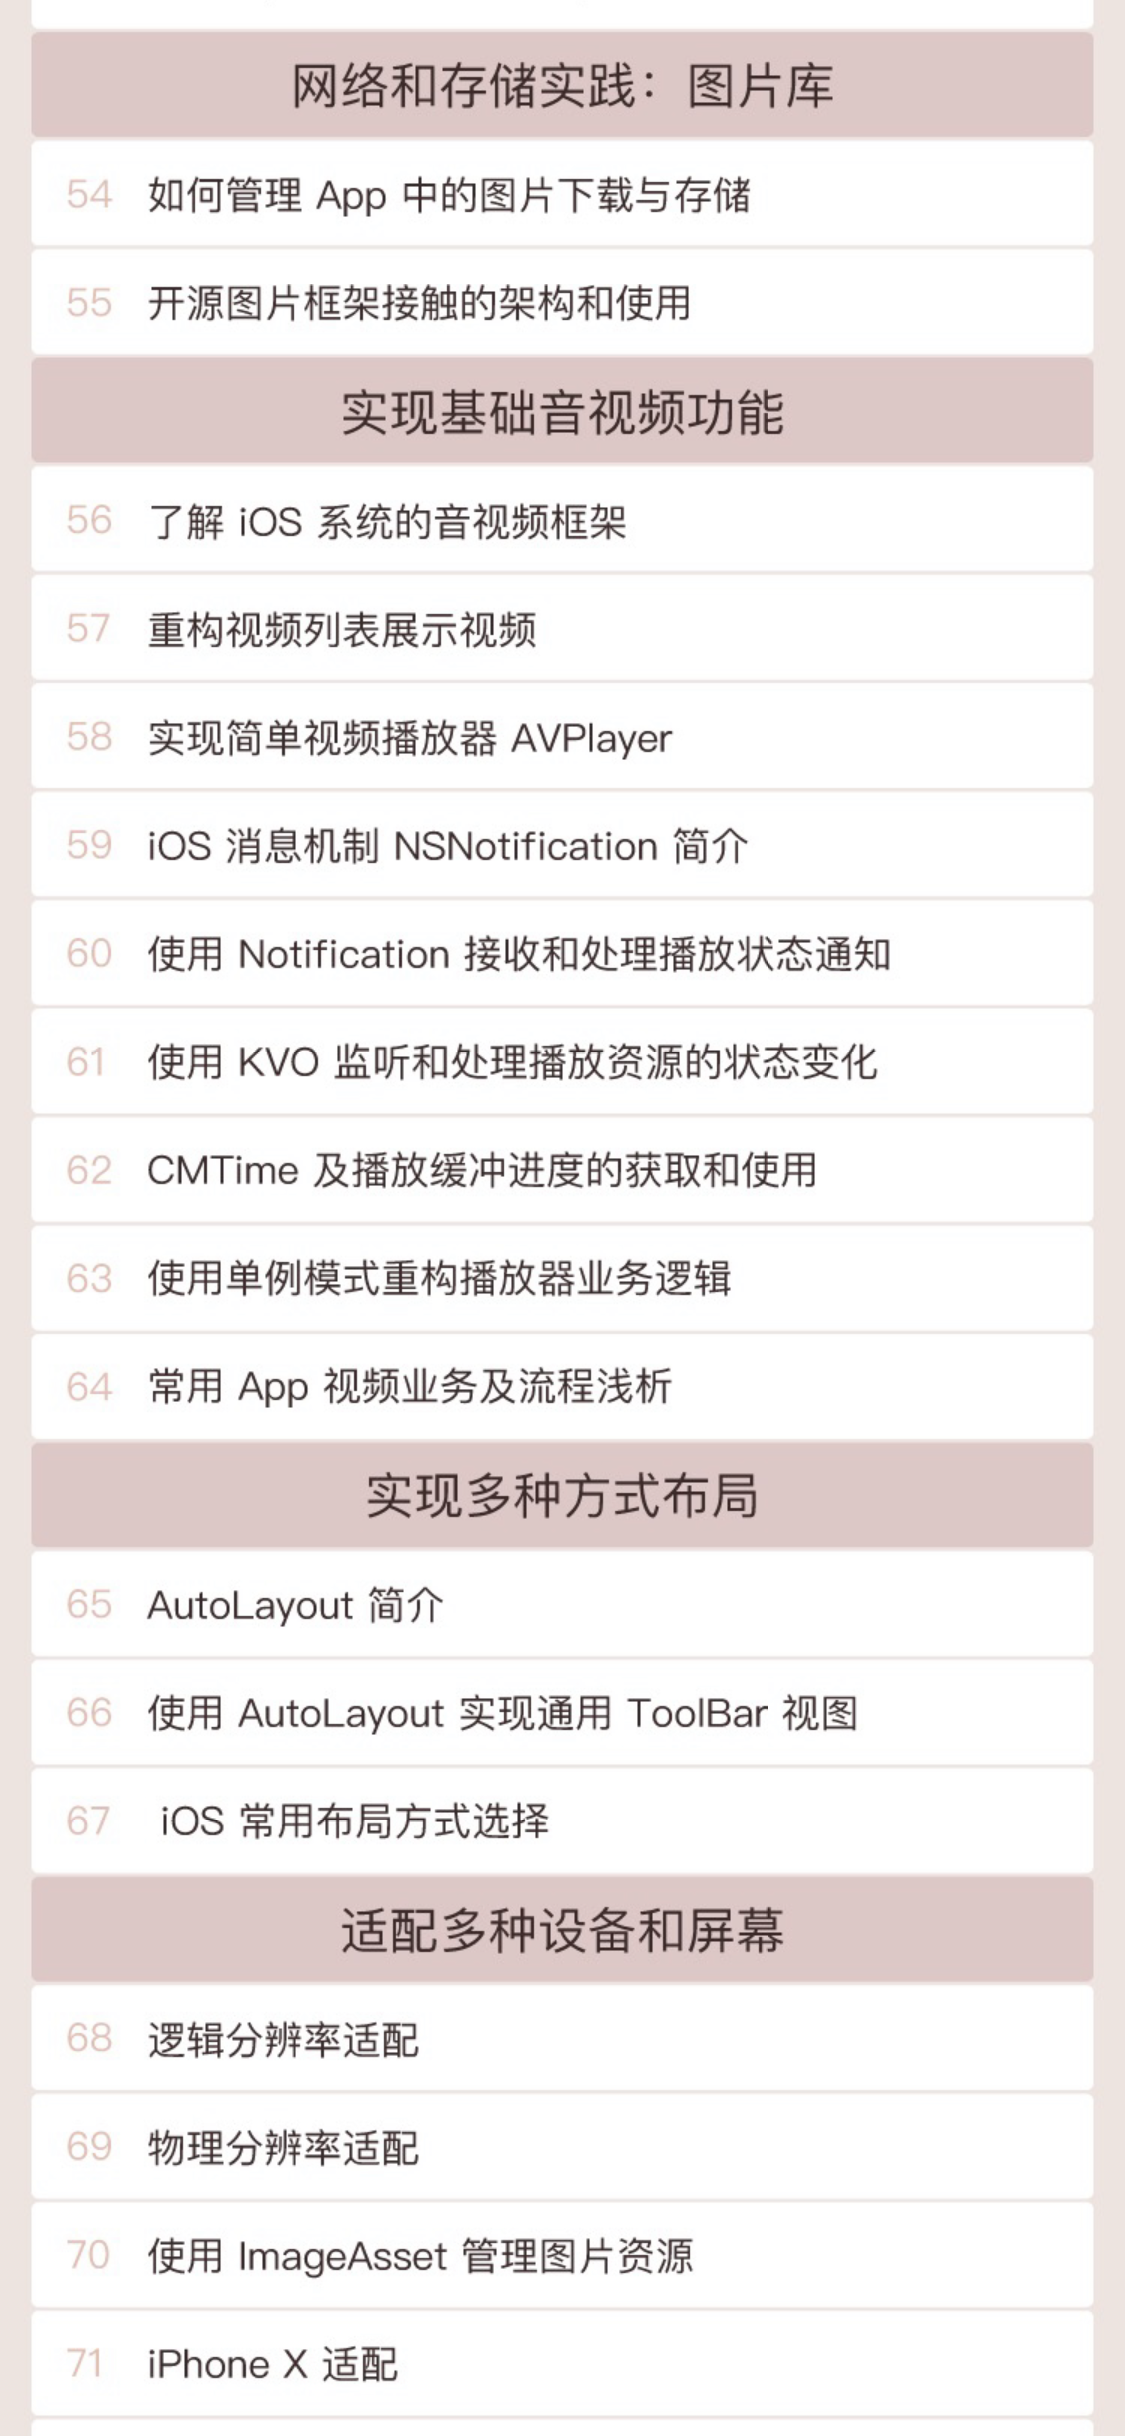 网络和存储实践：图片库
54 如何管理 App 中的图片下载与存储
55 开源图片框架接触的架构和使用
实现基础音视频功能
56 了解 iOS 系统的音视频框架
57 重构视频列表展示视频
58 实现简单视频播放器 AVPlayer
59 iOS 消息机制 NSNotification 简介
60 使用 Notification 接收和处理播放状态通知
61 使用 KVO 监听和处理播放资源的状态变化
62 CMTime 及播放缓冲进度的获取和使用
63 使用单例模式重构播放器业务逻辑
64 常用 App 视频业务及流程浅析
实现多种方式布局
65 AutoLayout 简介
66 使用 AutoLayout 实现通用 ToolBar 视图
67 iOS 常用布局方式选择
适配多种设备和屏幕
68 逻辑分辨率适配
69 物理分辨率适配
70 使用 ImageAsset 管理图片资源
71 iPhone X 适配